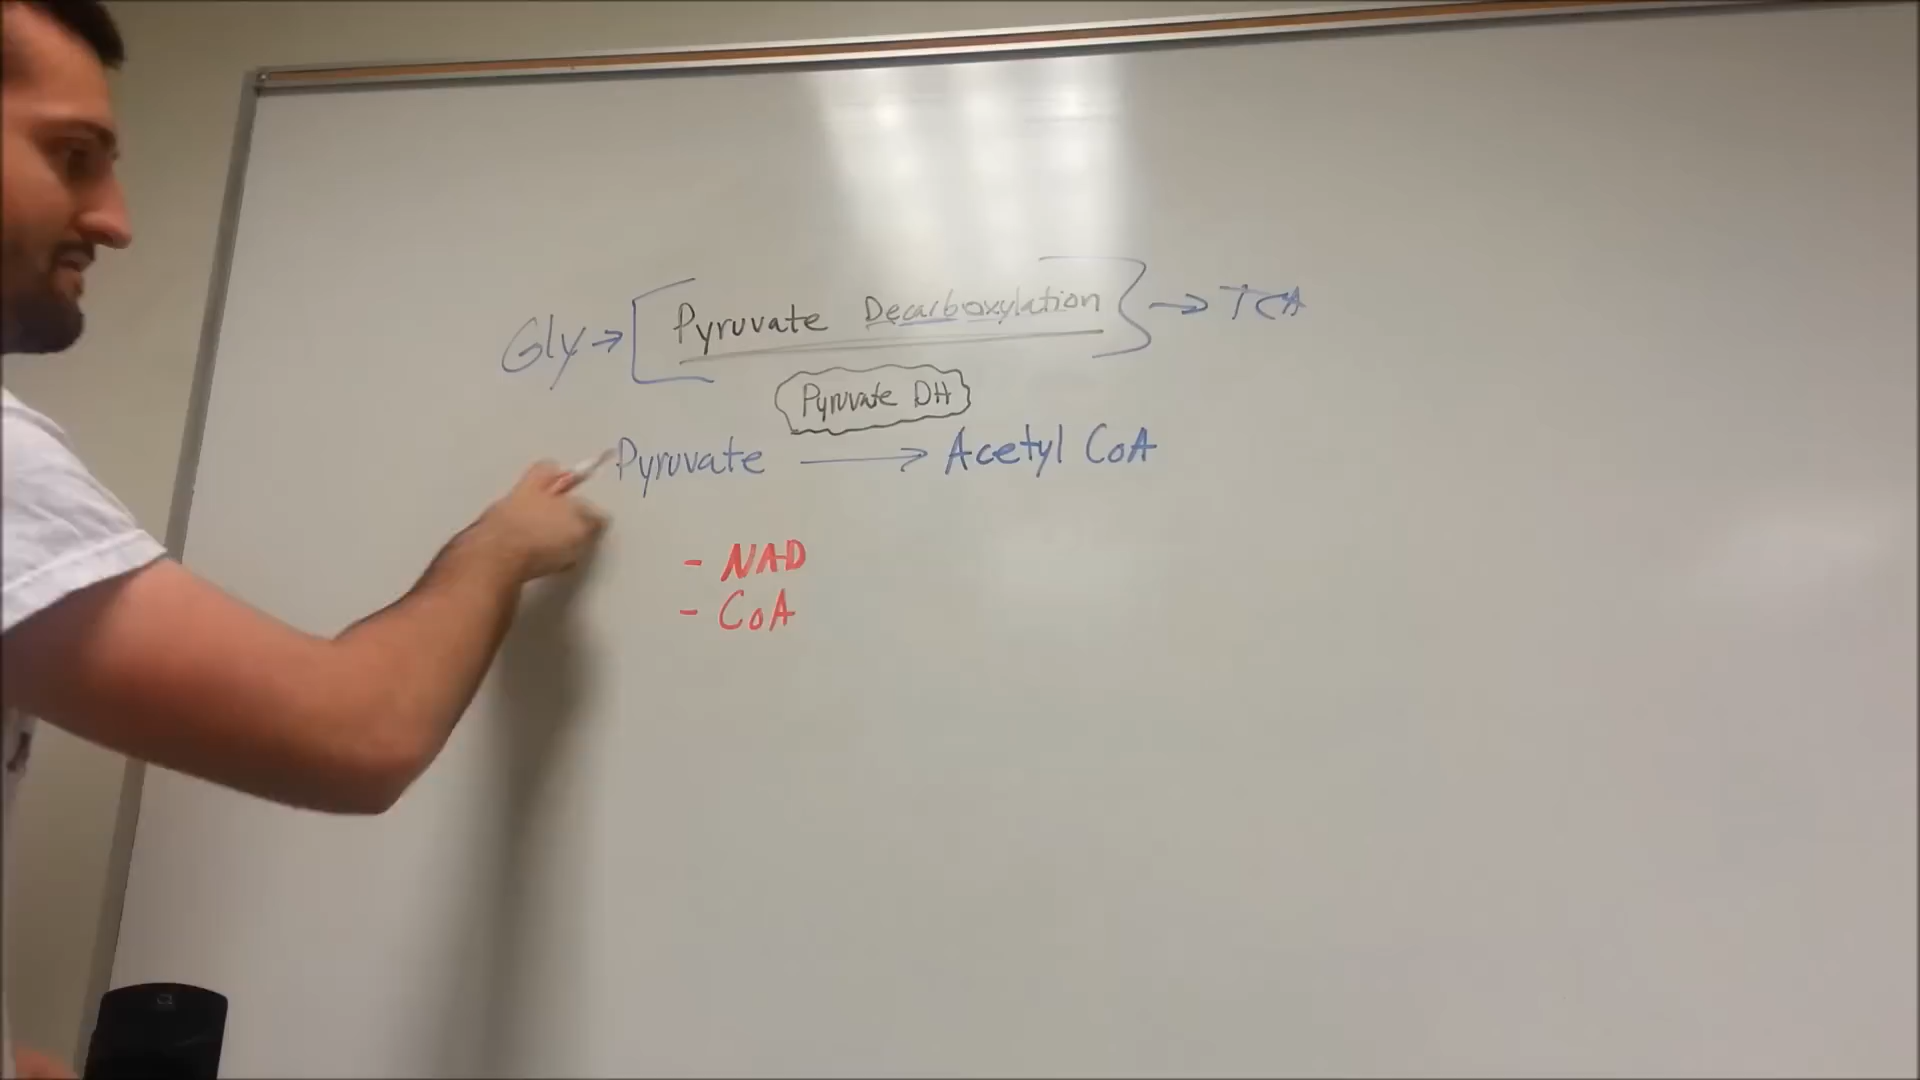 Gly → [ Pyruvate Decarboxylation } → TCA
Pyruvate DH
Pyruvate → Acetyl CoA
- NAD
- CoA